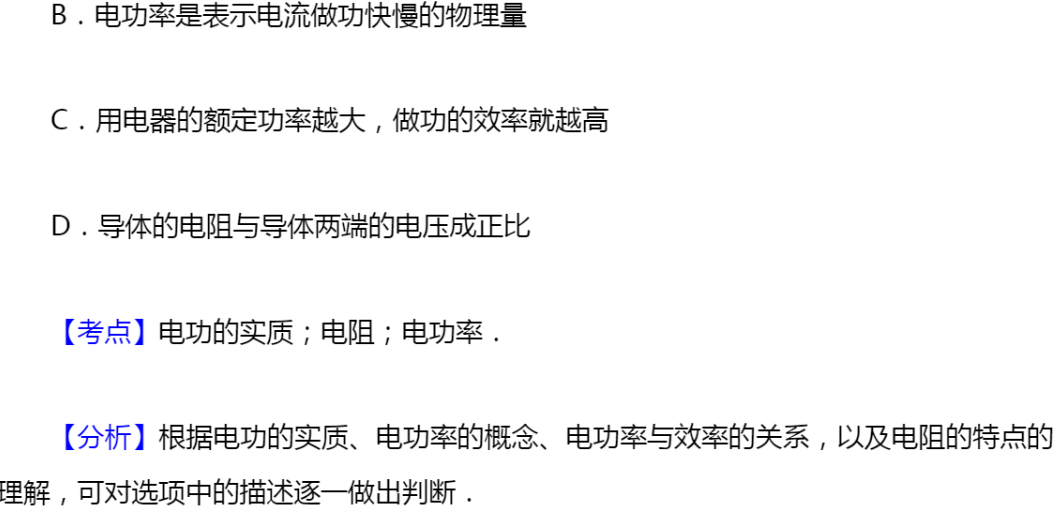 B．电功率是表示电流做功快慢的物理量
C．用电器的额定功率越大，做功的效率就越高
D．导体的电阻与导体两端的电压成正比
【考点】电功的实质；电阻；电功率．
【分析】根据电功的实质、电功率的概念、电功率与效率的关系，以及电阻的特点的
理解，可对选项中的描述逐一做出判断．